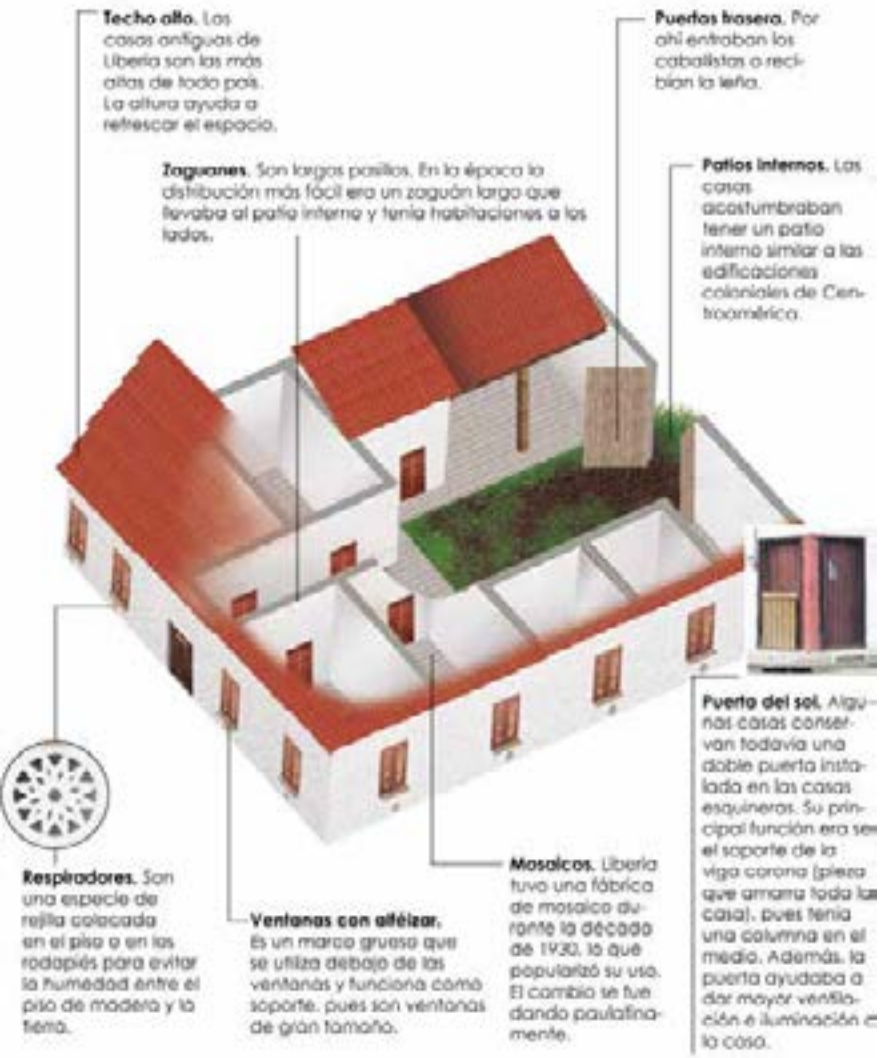 Techo alto. Las
casas antiguas de
Liberia son las más
altas de todo país.
La altura ayuda a
refrescar el espacio.
Puertas trasera. Por
ahí entraban los
caballistas o reci-
bían la leña.
Zaguanes. Son largos pasillos. En la época la
distribución más fácil era un zaguán largo que
llevaba al patio interno y tenía habitaciones a los
lados.
Patios internos. Las
casas
acostumbraban
tener un patio
interno similar a las
edificaciones
coloniales de Cen-
troamérica.
Puerta del sol. Algu-
nas casas conser-
van todavía una
doble puerta insta-
lada en las casas
esquineras. Su prin-
cipal función era ser
el soporte de la
viga corona (pieza
que amarra toda las
casa), pues tenía
una columna en el
medio. Además, la
puerta ayudaba a
dar mayor ventila-
ción e iluminación
la casa.
Respiradores. Son
una especie de
rejilla colocada
en el piso o en los
rodapiés para evitar
la humedad entre el
piso de madera y la
tierra.
Ventanas con alféizar.
Es un marco grueso que
se utiliza debajo de las
ventanas y funciona como
soporte, pues son ventanas
de gran tamaño.
Mosaicos. Liberia
tuvo una fábrica
de mosaico du-
rante la década
de 1930, lo que
popularizó su uso.
El cambio se fue
dando paulatina-
mente.